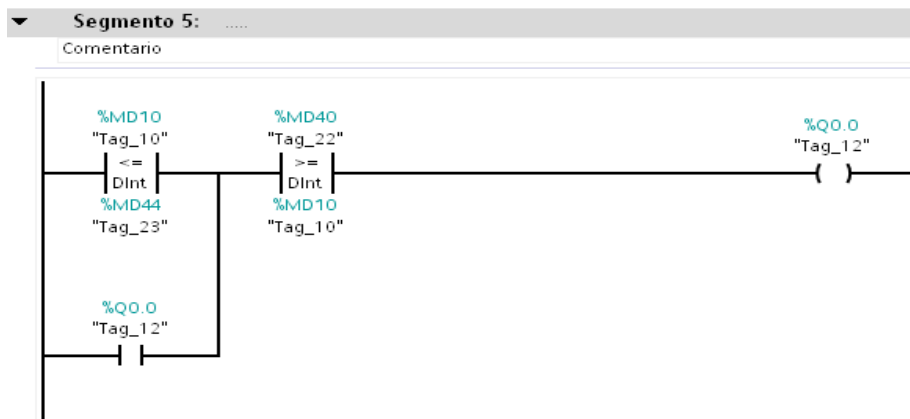 Segmento 5: .....
Comentario
%MD10
"Tag_10"
<=
DInt
%MD44
"Tag_23"
%MD40
"Tag_22"
>=
DInt
%MD10
"Tag_10"
%Q0.0
"Tag_12"
%Q0.0
"Tag_12"